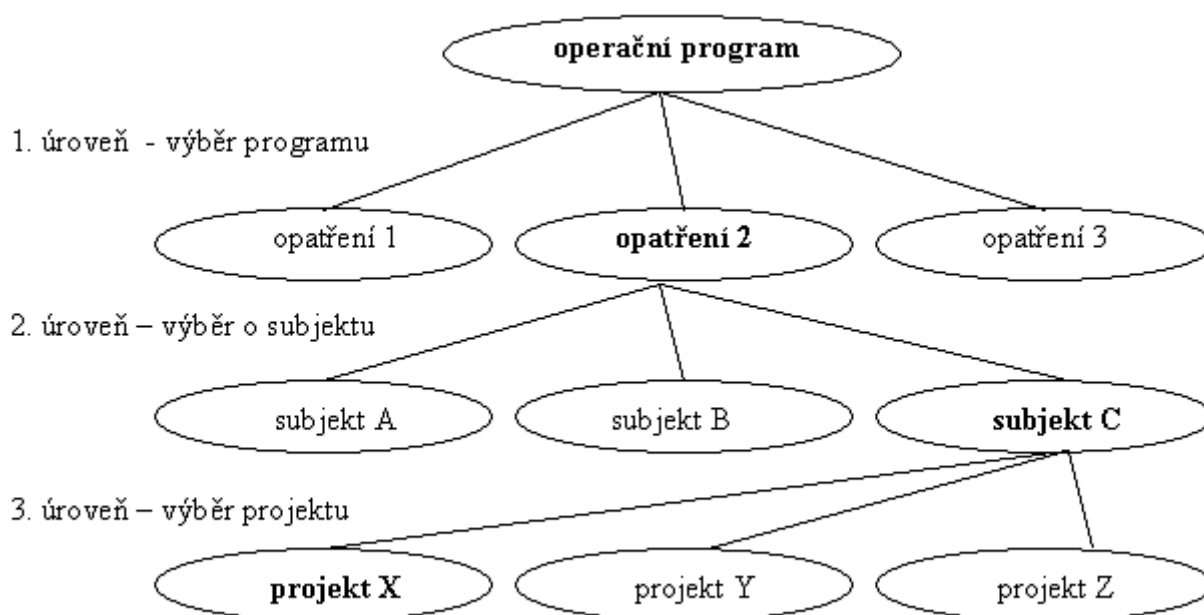 operační program
1. úroveň - výběr programu
opatření 1 opatření 2 opatření 3
2. úroveň – výběr o subjektu
subjekt A subjekt B subjekt C
3. úroveň – výběr projektu
projekt X projekt Y projekt Z